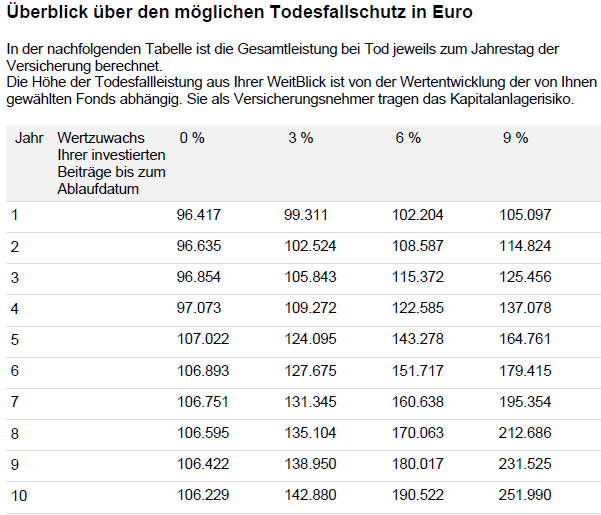 Überblick über den möglichen Todesfallschutz in Euro
In der nachfolgenden Tabelle ist die Gesamtleistung bei Tod jeweils zum Jahrestag der
Versicherung berechnet.
Die Höhe der Todesfallleistung aus Ihrer WeitBlick ist von der Wertentwicklung der von Ihnen
gewählten Fonds abhängig. Sie als Versicherungsnehmer tragen das Kapitalanlagerisiko.
Jahr Wertzuwachs 0 % 3 % 6 % 9 %
Ihrer investierten
Beiträge bis zum
Ablaufdatum
1 96.417 99.311 102.204 105.097
2 96.635 102.524 108.587 114.824
3 96.854 105.843 115.372 125.456
4 97.073 109.272 122.585 137.078
5 107.022 124.095 143.278 164.761
6 106.893 127.675 151.717 179.415
7 106.751 131.345 160.638 195.354
8 106.595 135.104 170.063 212.686
9 106.422 138.950 180.017 231.525
10 106.229 142.880 190.522 251.990